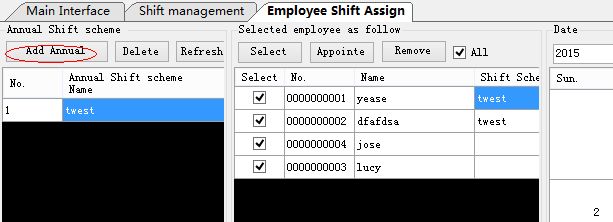 Main Interface Shift management Employee Shift Assign
Annual Shift scheme
Add Annual Delete Refresh
No. Annual Shift scheme Name
1 twest
Selected employee as follow
Select Appointe Remove All
Select No. Name Shift Sche
0000000001 yease twest
0000000002 dfafdsa twest
0000000004 jose
0000000003 lucy
Date
2015
Sun.
2